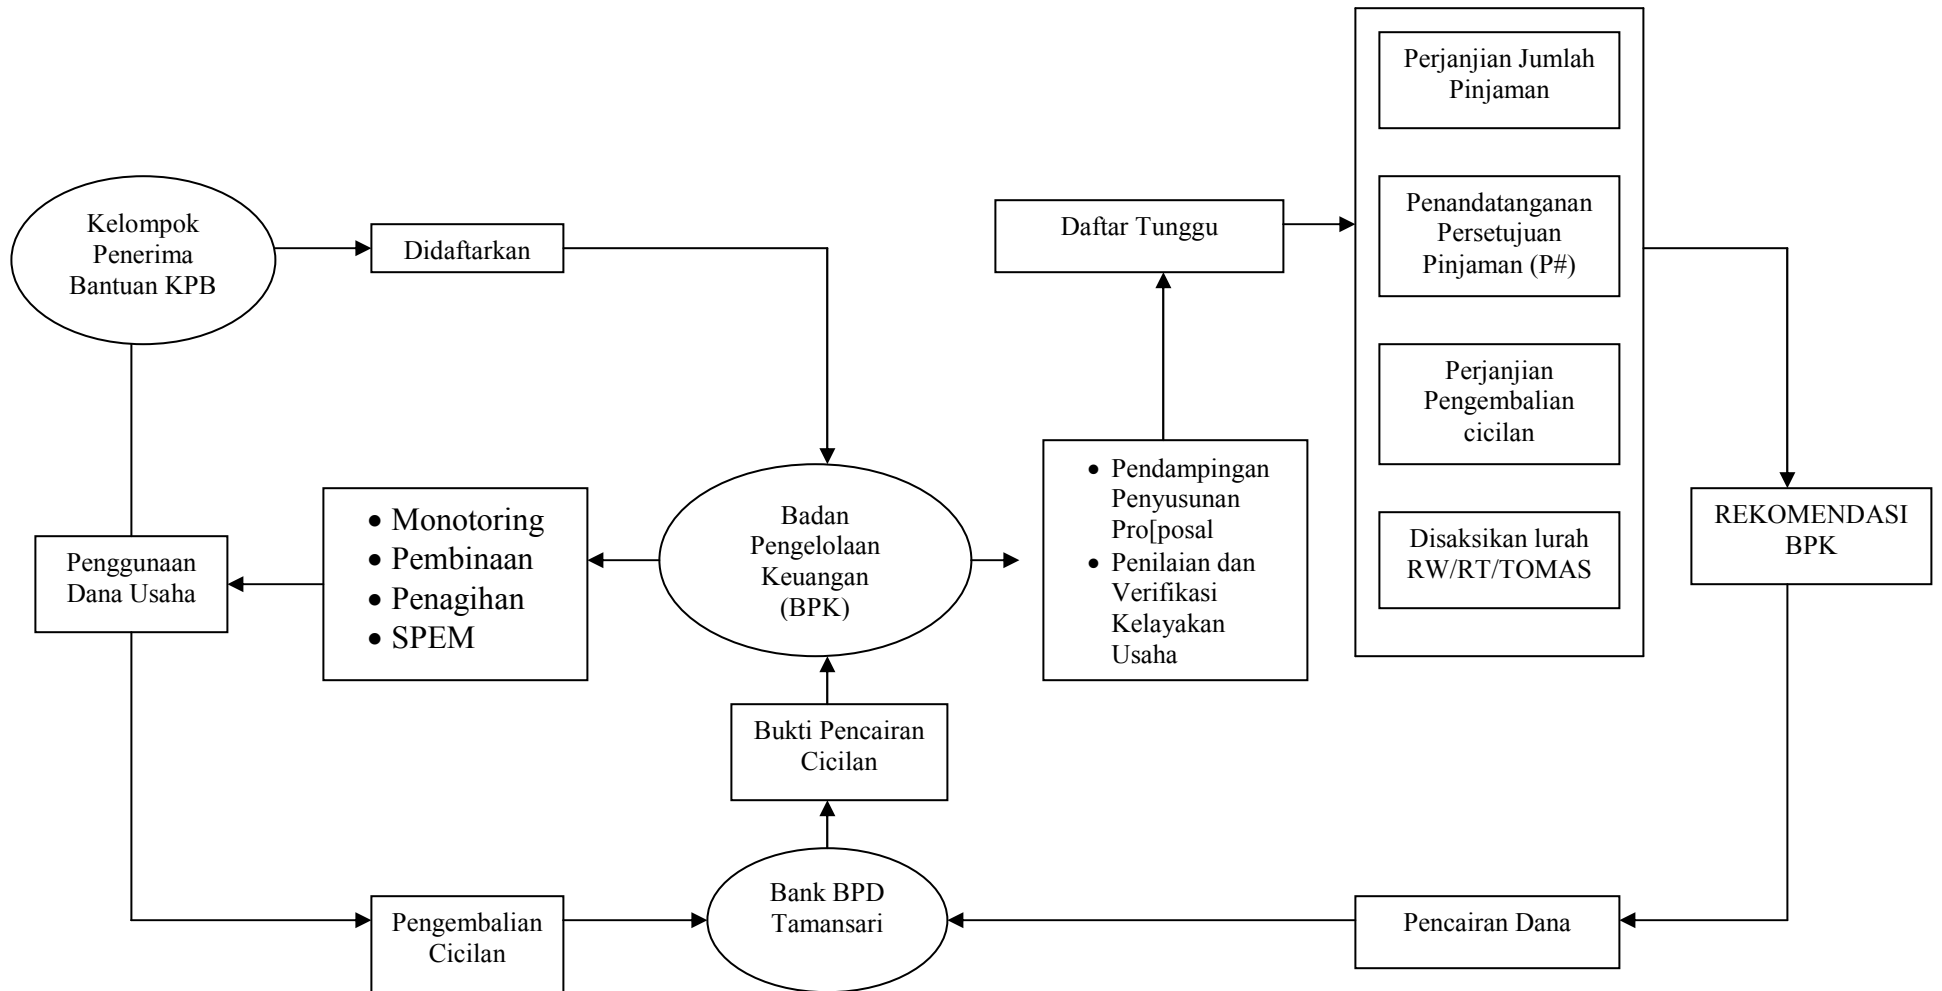 Kelompok
Penerima
Bantuan KPB
Didaftarkan
Daftar Tunggu
Perjanjian Jumlah
Pinjaman
Penandatanganan
Persetujuan
Pinjaman (P#)
Perjanjian
Pengembalian
cicilan
Disaksikan lurah
RW/RT/TOMAS
REKOMENDASI
BPK
Penggunaan
Dana Usaha
• Monotoring
• Pembinaan
• Penagihan
• SPEM
Badan
Pengelolaan
Keuangan
(BPK)
• Pendampingan
Penyusunan
Pro[posal
• Penilaian dan
Verifikasi
Kelayakan
Usaha
Bukti Pencairan
Cicilan
Pengembalian
Cicilan
Bank BPD
Tamansari
Pencairan Dana